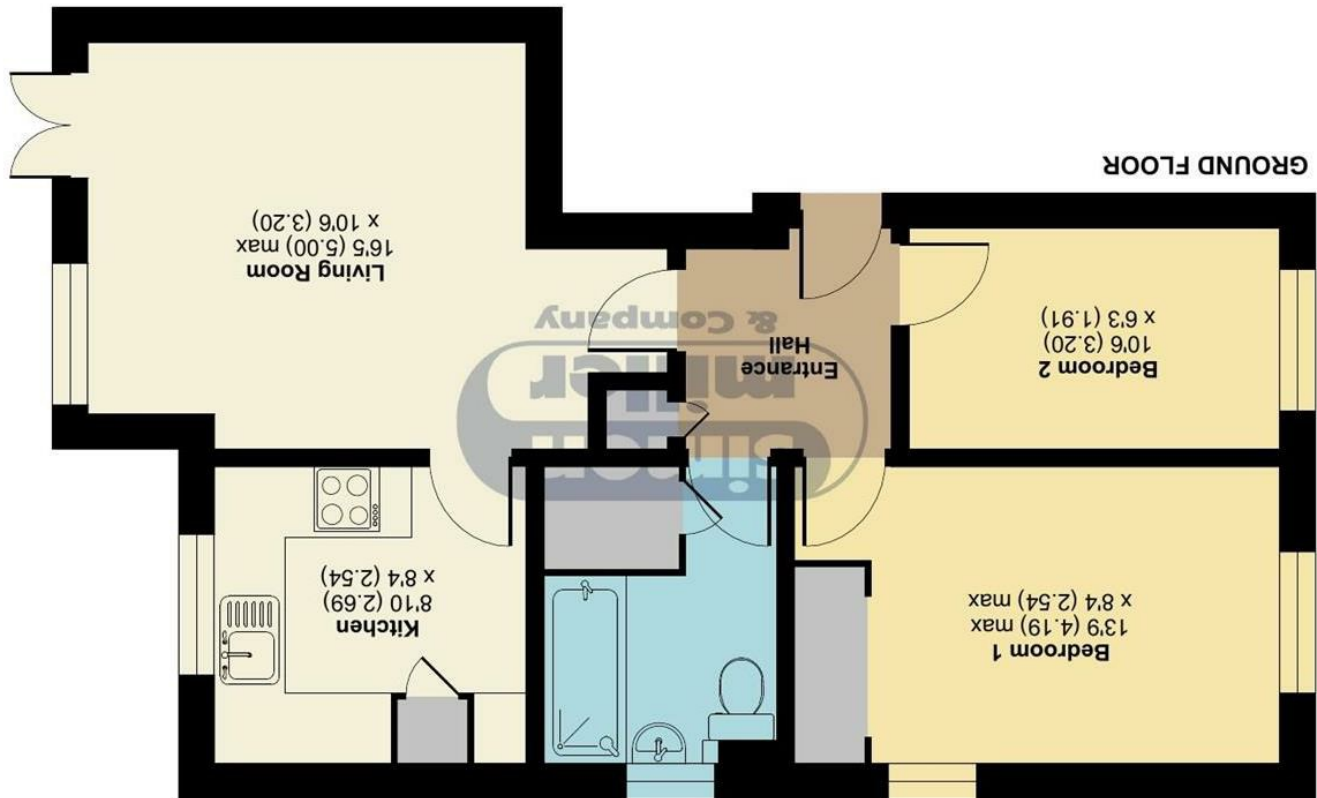 Bedroom 1
13'9 (4.19) max
x 8'4 (2.54) max
Kitchen
8'10 (2.69)
x 8'4 (2.54)
Bedroom 2
10'6 (3.20)
x 6'3 (1.91)
Entrance
Hall
simon
miller
& Company
Living Room
16'5 (5.00) max
x 10'6 (3.20)
GROUND FLOOR